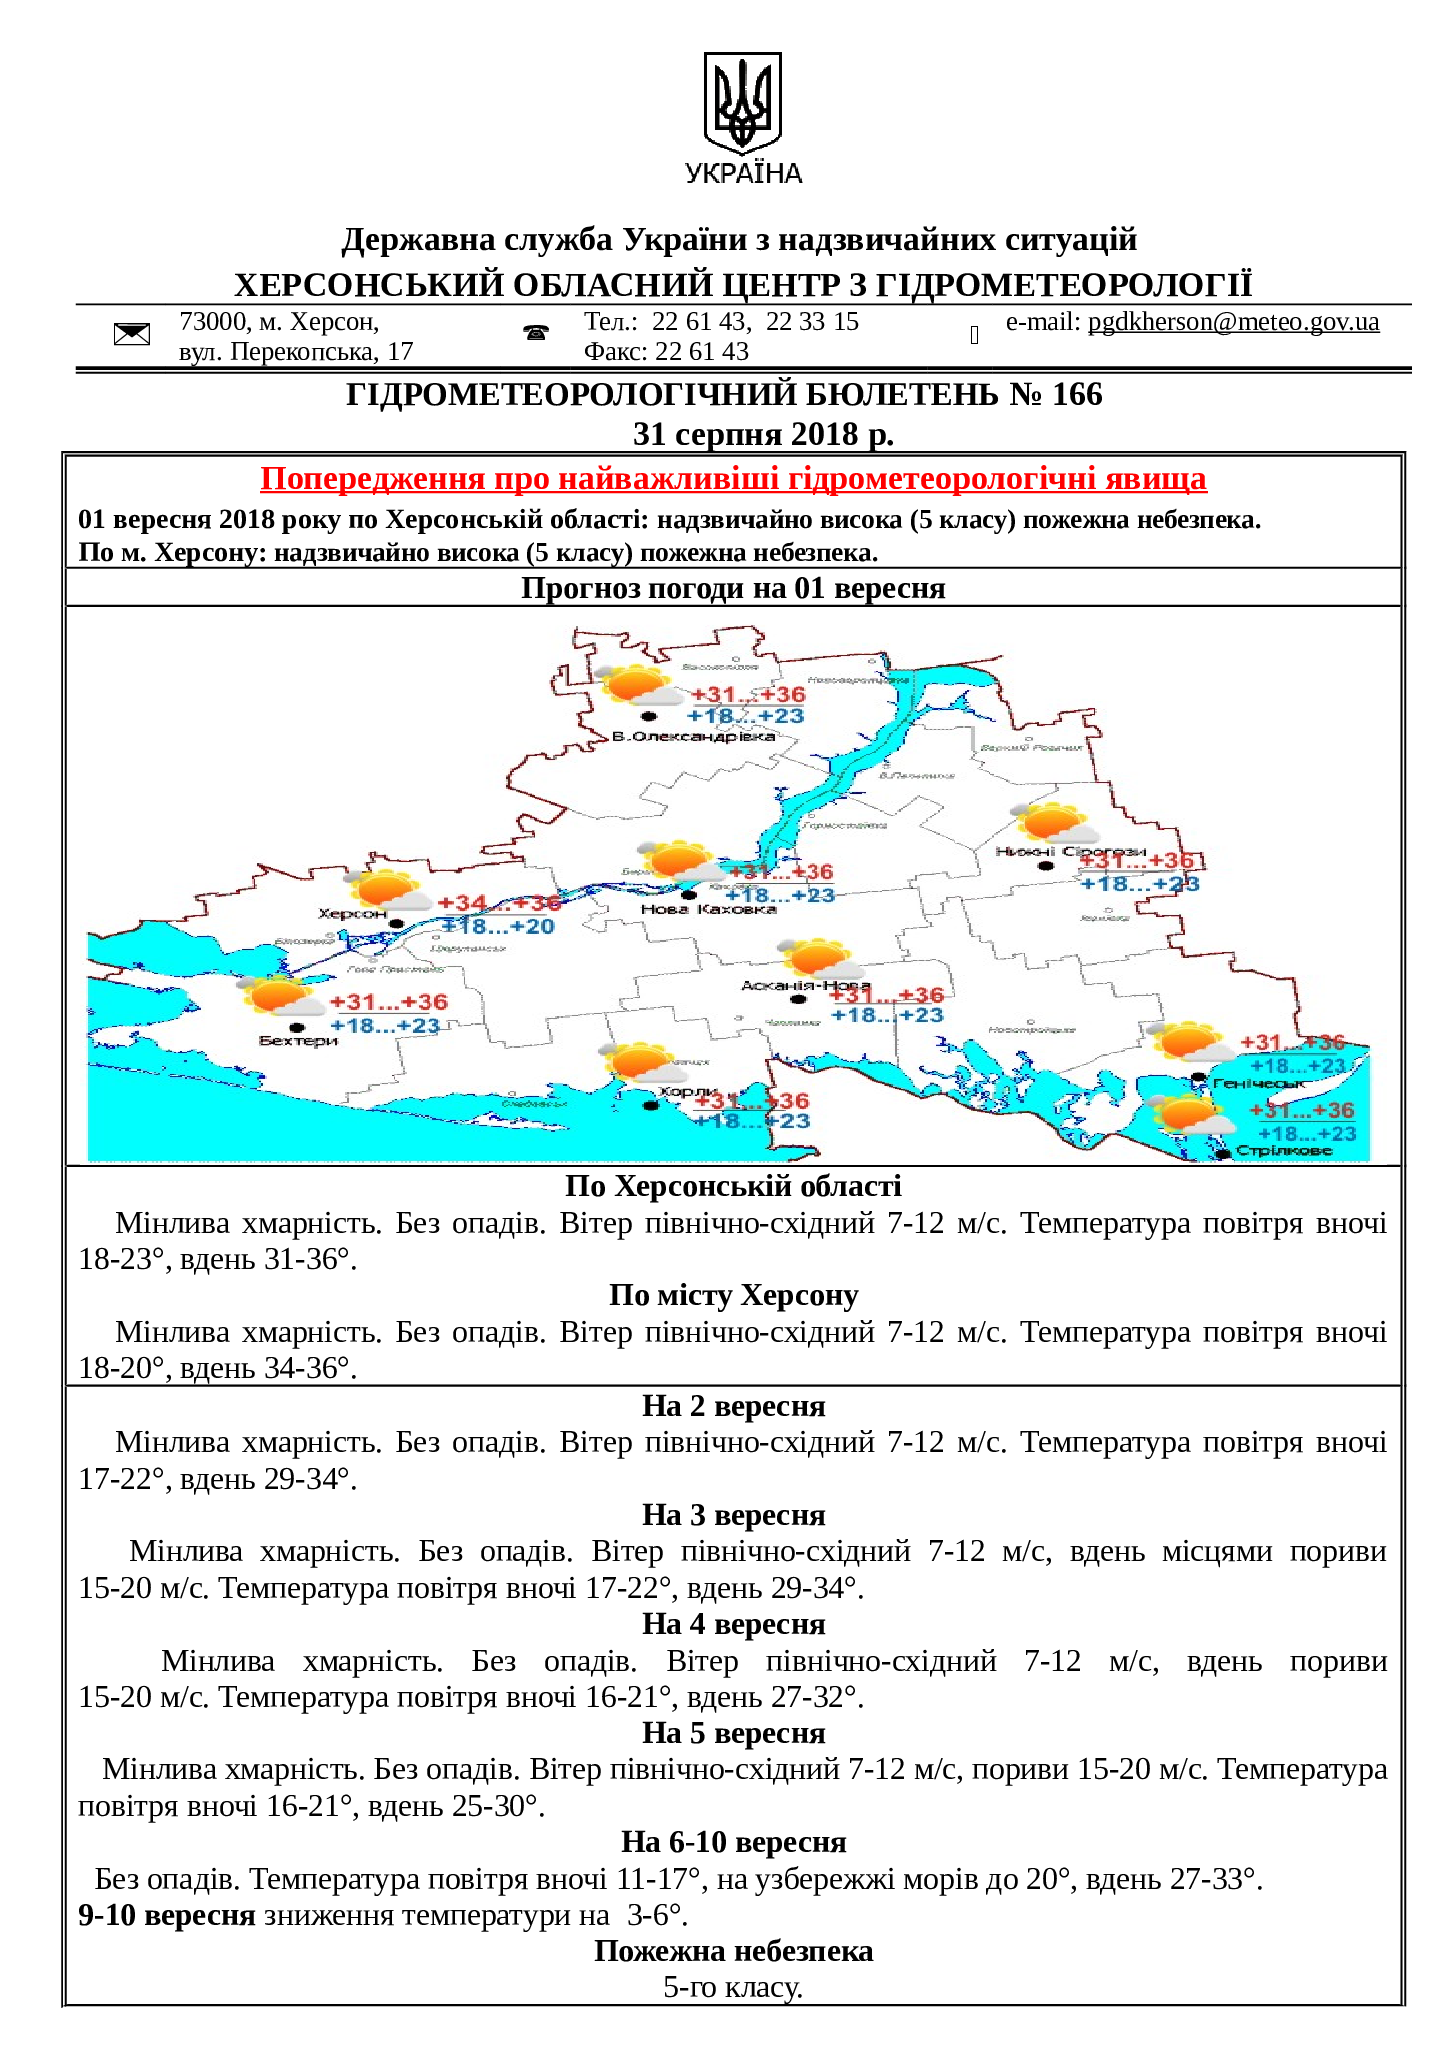 УКРАЇНА
Державна служба України з надзвичайних ситуацій
ХЕРСОНСЬКИЙ ОБЛАСНИЙ ЦЕНТР З ГІДРОМЕТЕОРОЛОГІЇ
73000, м. Херсон,
вул. Перекопська, 17
Тел.: 22 61 43, 22 33 15
Факс: 22 61 43
e-mail: pgdkherson@meteo.gov.ua
ГІДРОМЕТЕОРОЛОГІЧНИЙ БЮЛЕТЕНЬ № 166
31 серпня 2018 р.
Попередження про найважливіші гідрометеорологічні явища
01 вересня 2018 року по Херсонській області: надзвичайно висока (5 класу) пожежна небезпека.
По м. Херсону: надзвичайно висока (5 класу) пожежна небезпека.
Прогноз погоди на 01 вересня
+31...+36
+18...+23
В.Олександрівка
Нижні Сірогози
+31...+36
+18...+23
+31...+36
+18...+23
Нова Каховка
Херсон
+34...+36
+18...+20
Асканія-Нова
+31...+36
+18...+23
+31...+36
+18...+23
Бехтери
+31...+36
+18...+23
Генічеськ
Хорли
+31...+36
+18...+23
+31...+36
+18...+23
Стрілкове
По Херсонській області
Мінлива хмарність. Без опадів. Вітер північно-східний 7-12 м/с. Температура повітря вночі
18-23°, вдень 31-36°.
По місту Херсону
Мінлива хмарність. Без опадів. Вітер північно-східний 7-12 м/с. Температура повітря вночі
18-20°, вдень 34-36°.
На 2 вересня
Мінлива хмарність. Без опадів. Вітер північно-східний 7-12 м/с. Температура повітря вночі
17-22°, вдень 29-34°.
На 3 вересня
Мінлива хмарність. Без опадів. Вітер північно-східний 7-12 м/с, вдень місцями пориви
15-20 м/с. Температура повітря вночі 17-22°, вдень 29-34°.
На 4 вересня
Мінлива хмарність. Без опадів. Вітер північно-східний 7-12 м/с, вдень пориви
15-20 м/с. Температура повітря вночі 16-21°, вдень 27-32°.
На 5 вересня
Мінлива хмарність. Без опадів. Вітер північно-східний 7-12 м/с, пориви 15-20 м/с. Температура
повітря вночі 16-21°, вдень 25-30°.
На 6-10 вересня
Без опадів. Температура повітря вночі 11-17°, на узбережжі морів до 20°, вдень 27-33°.
9-10 вересня зниження температури на 3-6°.
Пожежна небезпека
5-го класу.